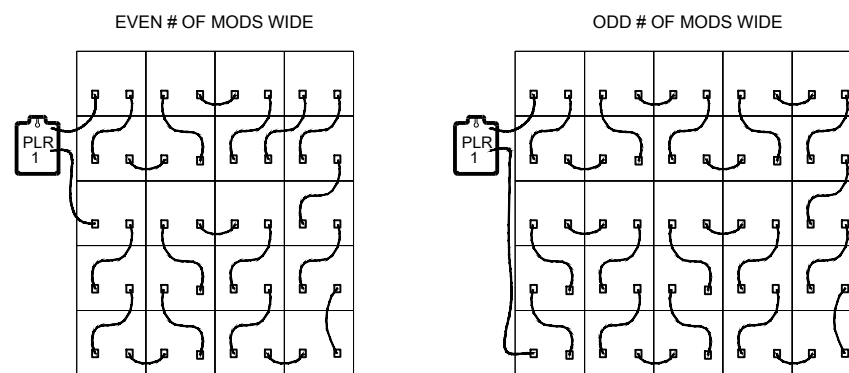 EVEN # OF MODS WIDE
ODD # OF MODS WIDE
PLR
1
PLR
1